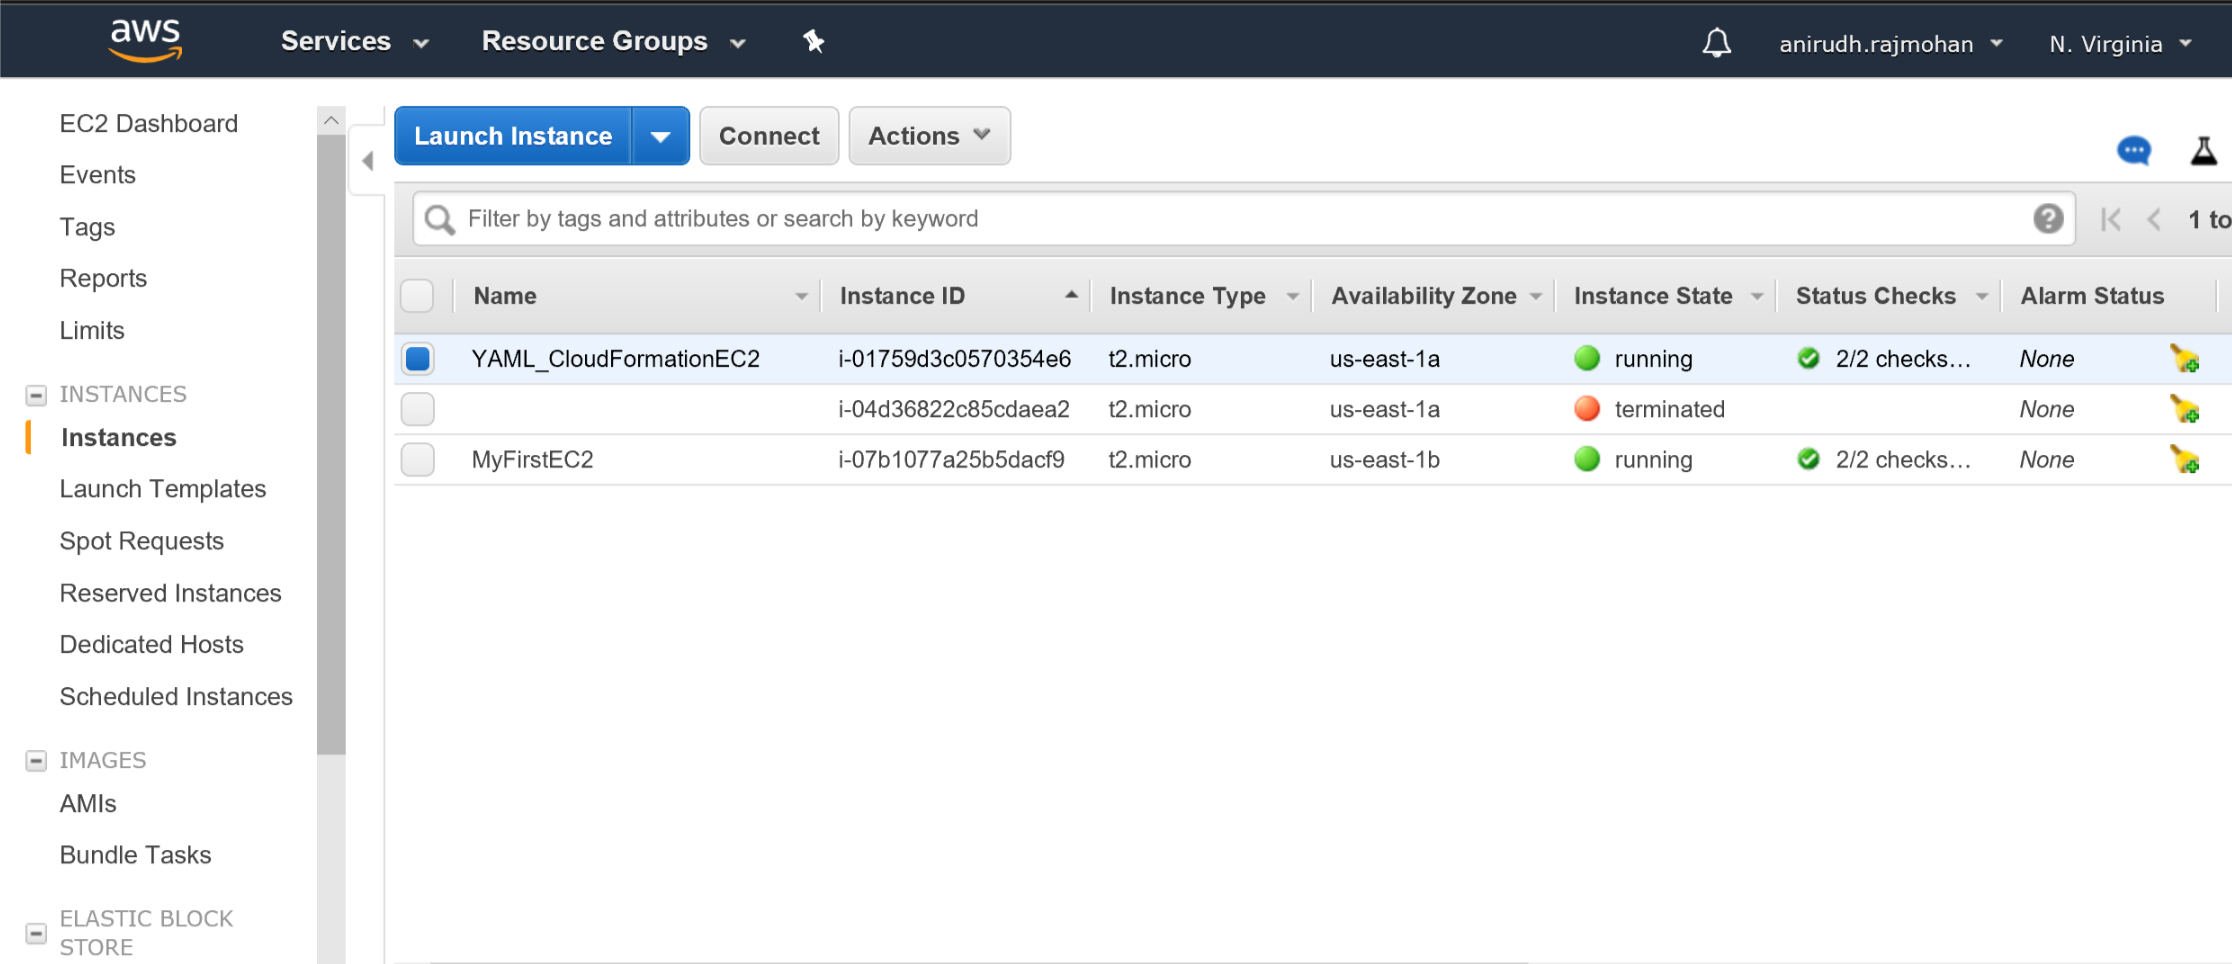 aws Services Resource Groups anirudh.rajmohan N. Virginia
EC2 Dashboard
Events
Tags
Reports
Limits
INSTANCES
Instances
Launch Templates
Spot Requests
Reserved Instances
Dedicated Hosts
Scheduled Instances
IMAGES
AMIs
Bundle Tasks
ELASTIC BLOCK
STORE
Launch Instance Connect Actions
Filter by tags and attributes or search by keyword 1 to
Name Instance ID Instance Type Availability Zone Instance State Status Checks Alarm Status
YAML_CloudFormationEC2 i-01759d3c0570354e6 t2.micro us-east-1a running 2/2 checks... None
i-04d36822c85cdaea2 t2.micro us-east-1a terminated None
MyFirstEC2 i-07b1077a25b5dacf9 t2.micro us-east-1b running 2/2 checks... None